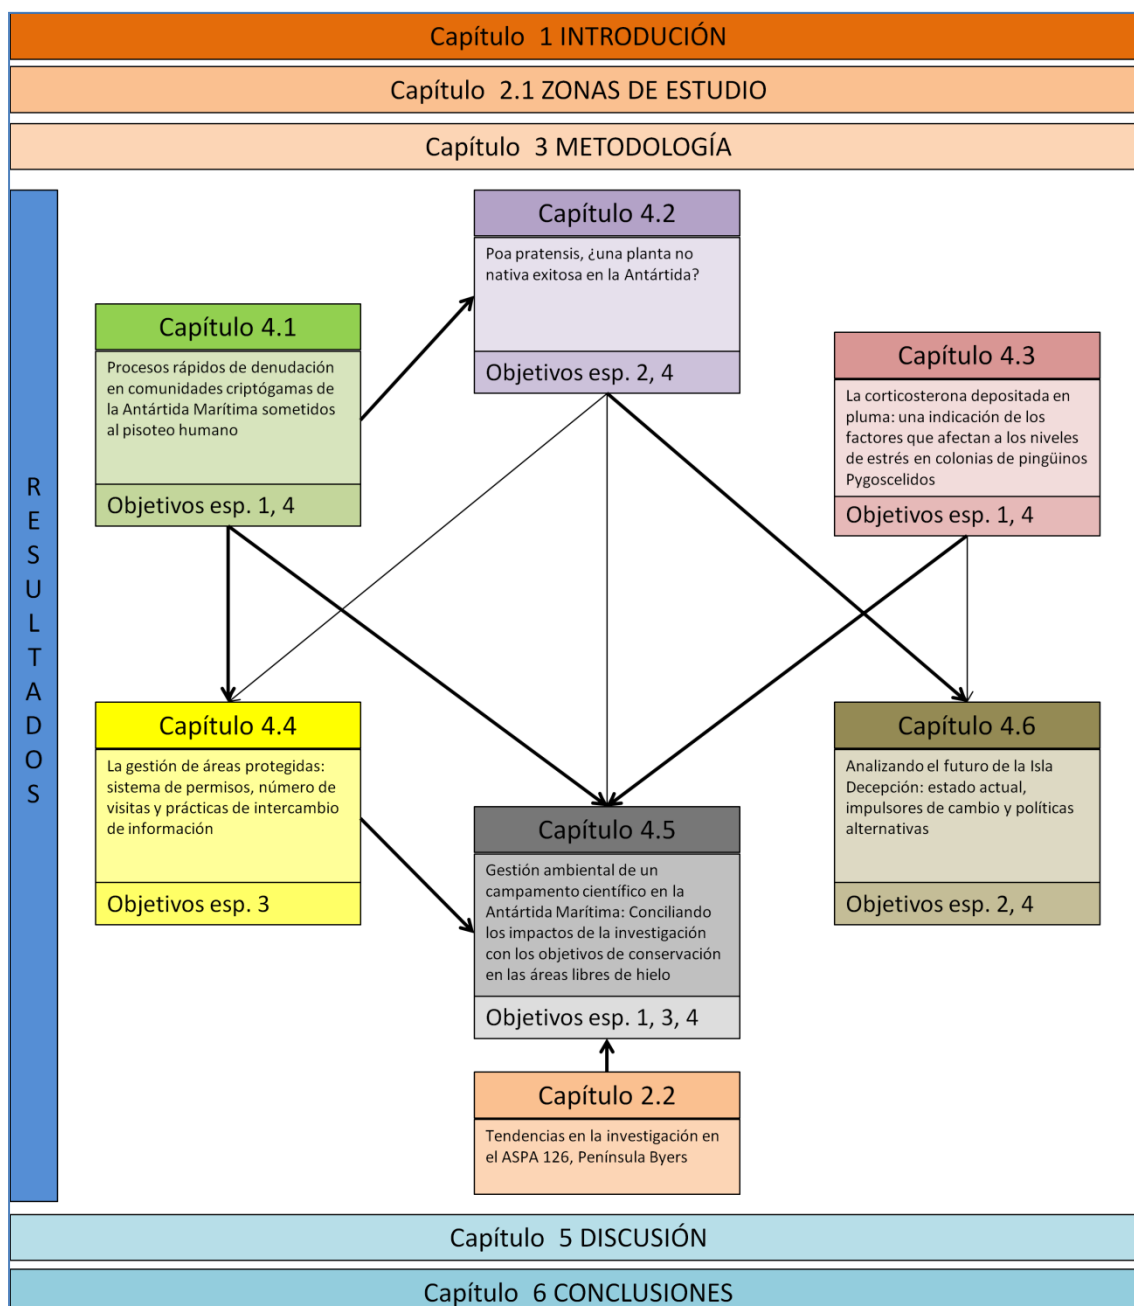 Capítulo 1 INTRODUCIÓN
Capítulo 2.1 ZONAS DE ESTUDIO
Capítulo 3 METODOLOGÍA
RESULTADOS
Capítulo 4.2
Poa pratensis, ¿una planta no
nativa exitosa en la Antártida?
Objetivos esp. 2, 4
Capítulo 4.1
Procesos rápidos de denudación
en comunidades criptógamas de
la Antártida Marítima sometidos
al pisoteo humano
Objetivos esp. 1, 4
Capítulo 4.3
La corticosterona depositada en
pluma: una indicación de los
factores que afectan a los niveles
de estrés en colonias de pingüinos
Pygoscelidos
Objetivos esp. 1, 4
Capítulo 4.4
La gestión de áreas protegidas:
sistema de permisos, número de
visitas y prácticas de intercambio
de información
Objetivos esp. 3
Capítulo 4.6
Analizando el futuro de la Isla
Decepción: estado actual,
impulsores de cambio y políticas
alternativas
Objetivos esp. 2, 4
Capítulo 4.5
Gestión ambiental de un
campamento científico en la
Antártida Marítima: Conciliando
los impactos de la investigación
con los objetivos de conservación
en las áreas libres de hielo
Objetivos esp. 1, 3, 4
Capítulo 2.2
Tendencias en la investigación en
el ASPA 126, Península Byers
Capítulo 5 DISCUSIÓN
Capítulo 6 CONCLUSIONES